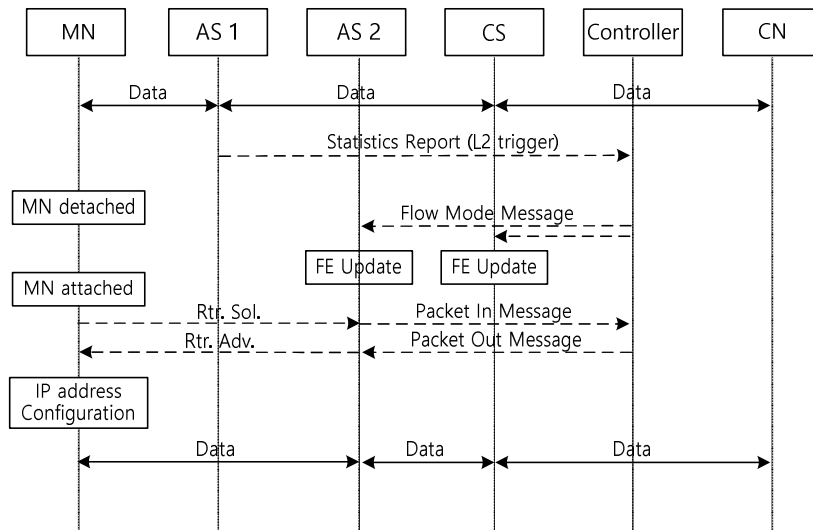 MN AS 1 AS 2 CS Controller CN
Data Data Data
Statistics Report (L2 trigger)
MN detached
Flow Mode Message
FE Update FE Update
MN attached
Rtr. Sol. Packet In Message
Rtr. Adv. Packet Out Message
IP address
Configuration
Data Data Data